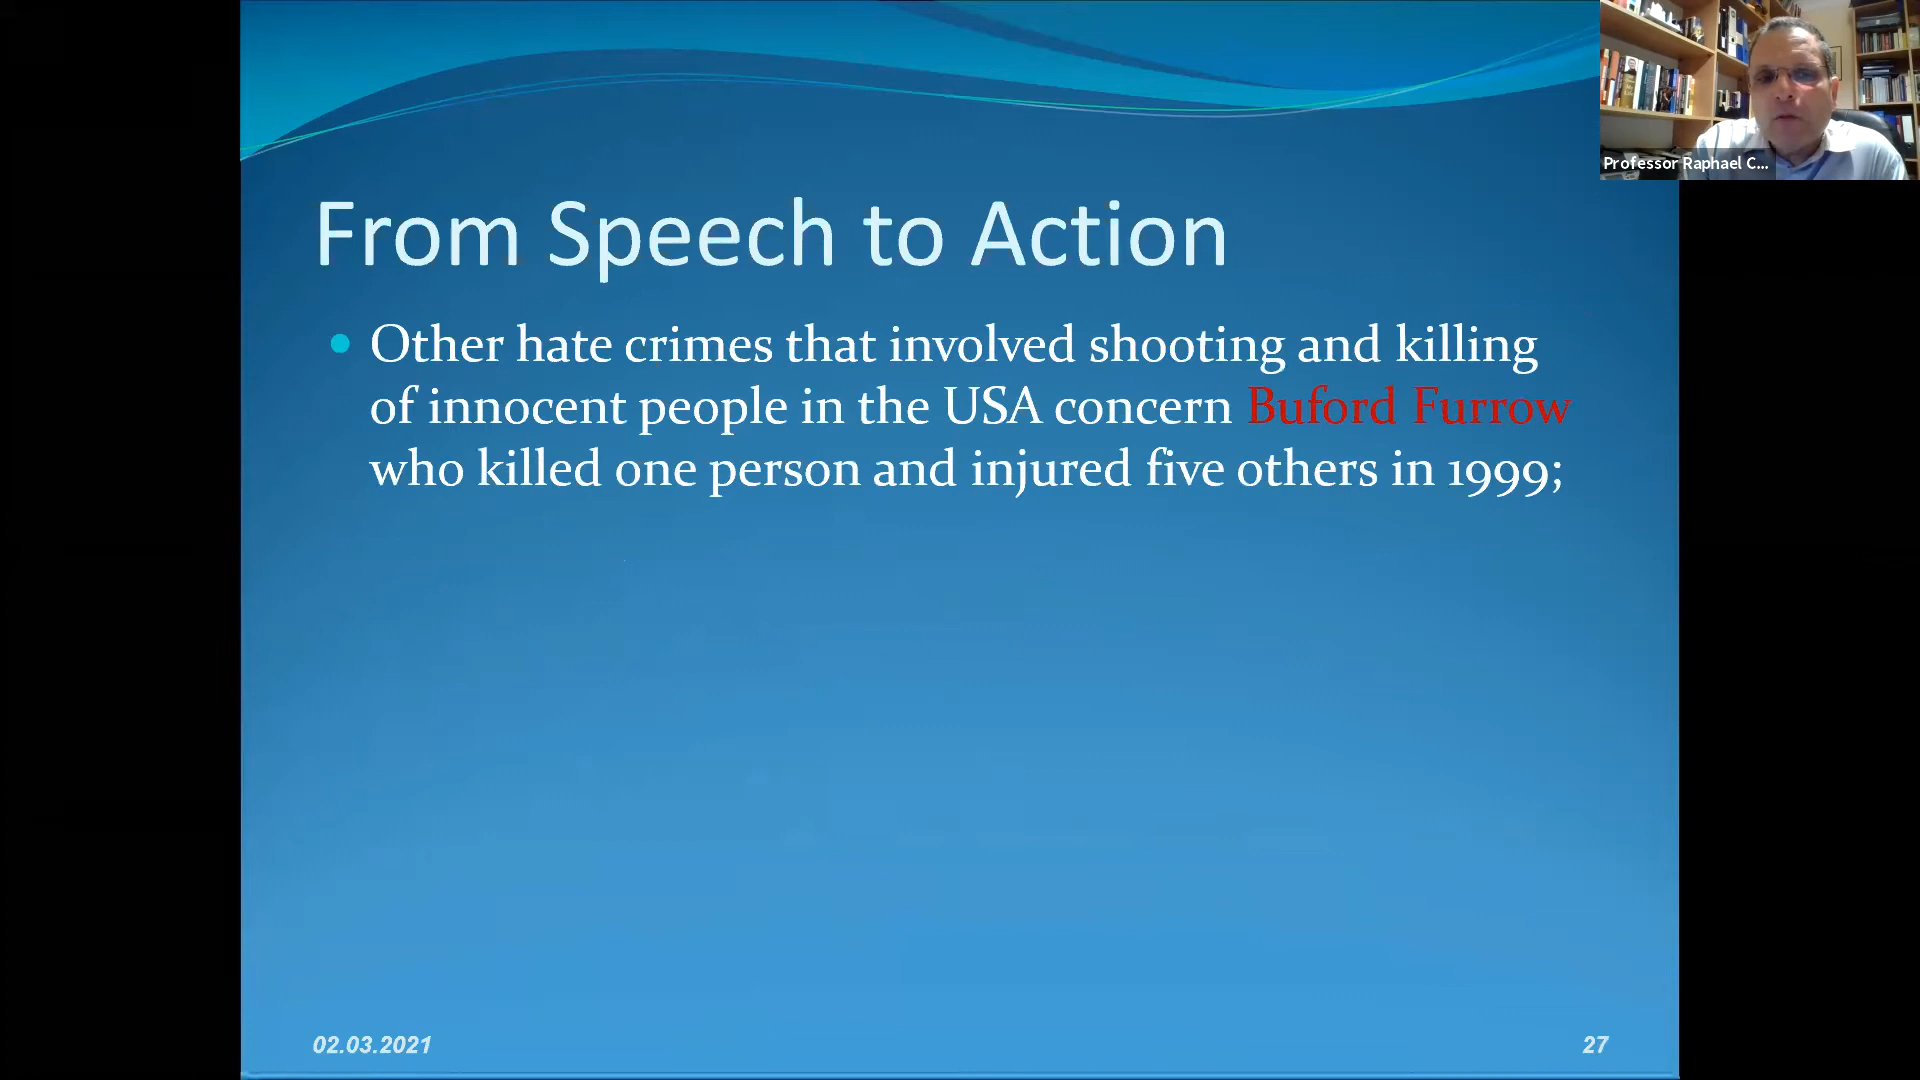 Professor Raphael C...
From Speech to Action
Other hate crimes that involved shooting and killing
of innocent people in the USA concern Buford Furrow
who killed one person and injured five others in 1999;
02.03.2021
27